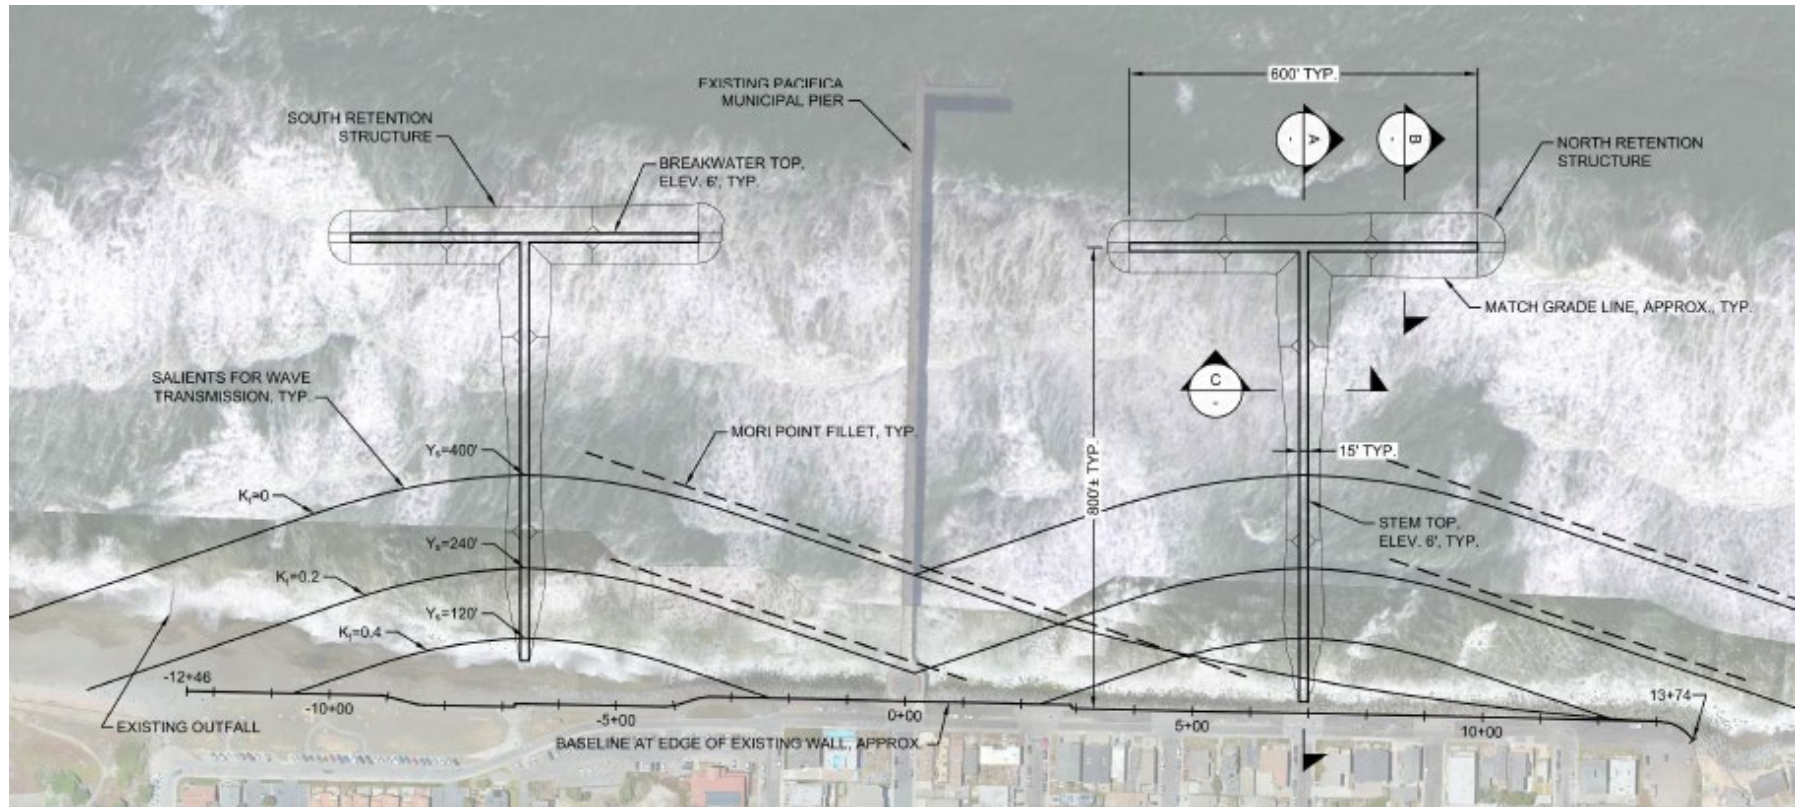 600' TYP.
EXISTING PACIFICA
MUNICIPAL PIER
SOUTH RETENTION
STRUCTURE
A
-
B
-
NORTH RETENTION
STRUCTURE
BREAKWATER TOP,
ELEV. 6', TYP.
MATCH GRADE LINE, APPROX., TYP.
SALIENTS FOR WAVE
TRANSMISSION, TYP.
C
-
MORI POINT FILLET, TYP.
Yₛ=400'
15' TYP.
800'± TYP.
Kₜ=0
STEM TOP,
ELEV. 6', TYP.
Yₛ=240'
Kₜ=0.2
Yₛ=120'
Kₜ=0.4
-12+46
13+74
-10+00
-5+00
0+00
5+00
10+00
EXISTING OUTFALL
BASELINE AT EDGE OF EXISTING WALL, APPROX